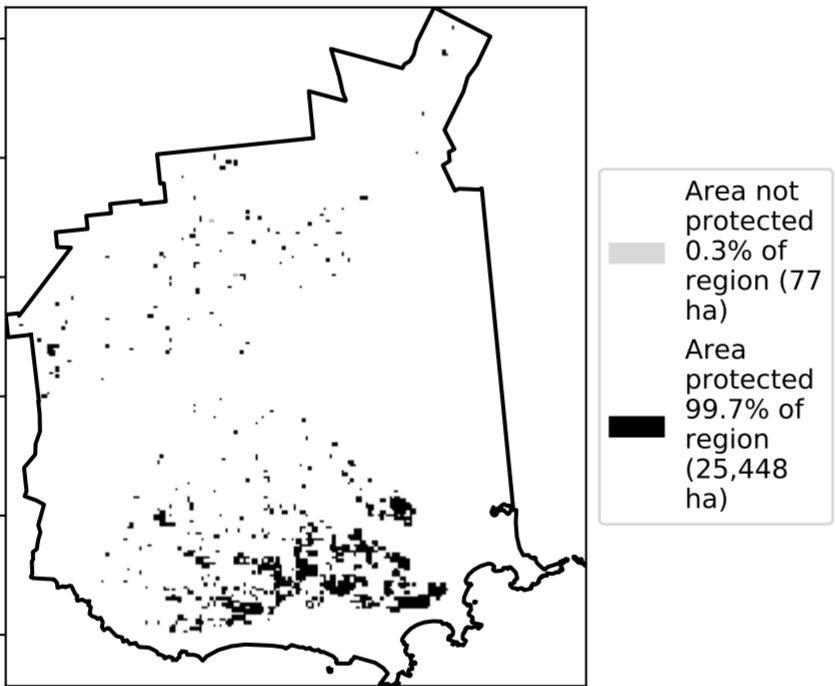 Area not
protected
0.3% of
region (77
ha)
Area
protected
99.7% of
region
(25,448
ha)